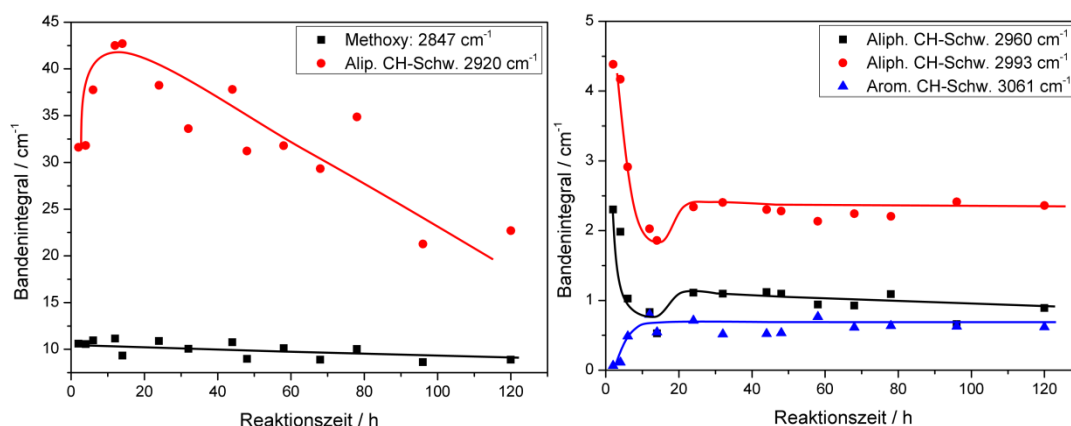 Methoxy: 2847 cm⁻¹
Alip. CH-Schw. 2920 cm⁻¹
45
40
35
30
25
20
15
10
Bandenintegral / cm⁻¹
0 20 40 60 80 100 120
Reaktionszeit / h
Aliph. CH-Schw. 2960 cm⁻¹
Aliph. CH-Schw. 2993 cm⁻¹
Arom. CH-Schw. 3061 cm⁻¹
5
4
3
2
1
0
Bandenintegral / cm⁻¹
0 20 40 60 80 100 120
Reaktionszeit / h